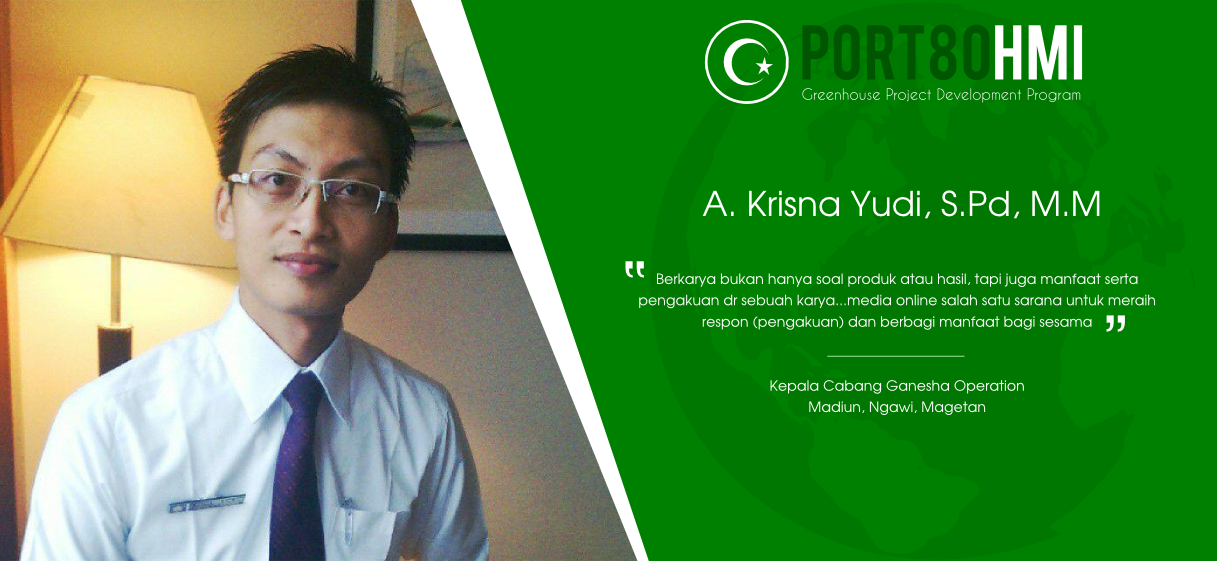 PORT80HMI
Greenhouse Project Development Program
A. Krisna Yudi, S.Pd, M.M
“ Berkarya bukan hanya soal produk atau hasil, tapi juga manfaat serta
pengakuan dr sebuah karya...media online salah satu sarana untuk meraih
respon (pengakuan) dan berbagi manfaat bagi sesama ”
Kepala Cabang Ganesha Operation
Madiun, Ngawi, Magetan